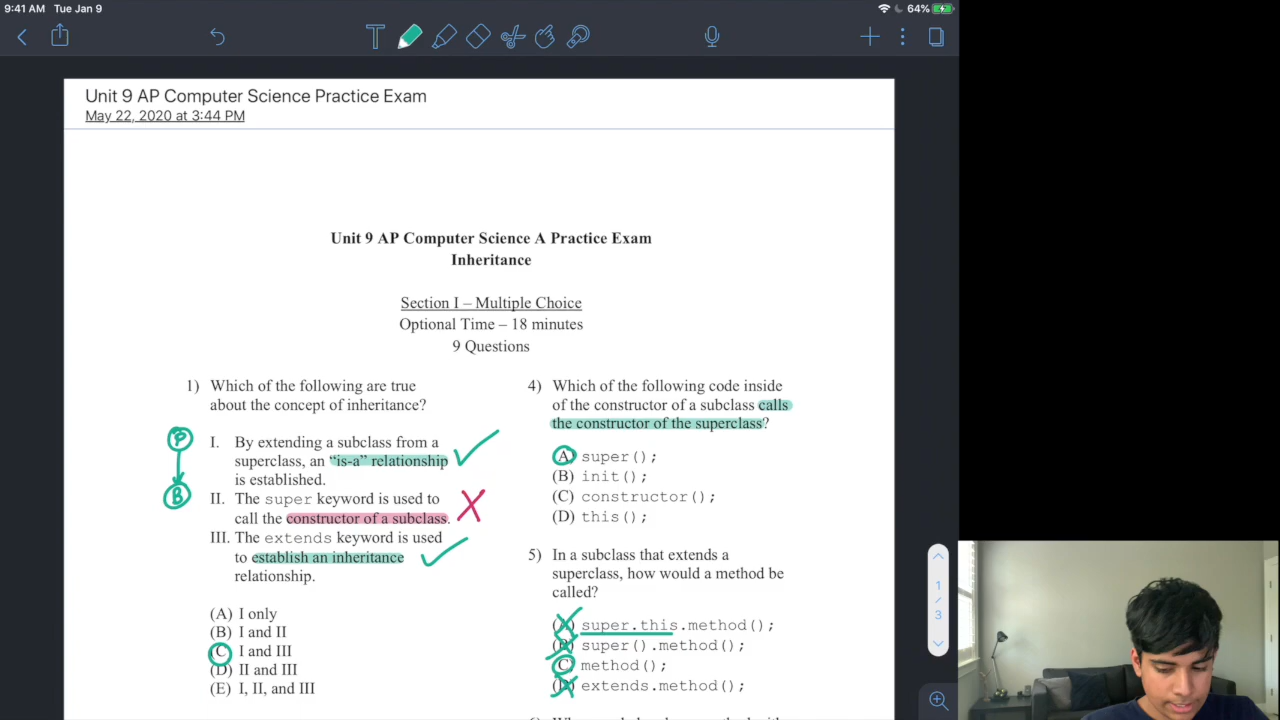 9:41 AM Tue Jan 9
64%
Unit 9 AP Computer Science Practice Exam
May 22, 2020 at 3:44 PM
Unit 9 AP Computer Science A Practice Exam
Inheritance
Section I – Multiple Choice
Optional Time – 18 minutes
9 Questions
1) Which of the following are true
about the concept of inheritance?
P
I. By extending a subclass from a
superclass, an “is-a” relationship
is established.
B
II. The super keyword is used to
call the constructor of a subclass.
III. The extends keyword is used
to establish an inheritance
relationship.
(A) I only
(B) I and II
(C) I and III
(D) II and III
(E) I, II, and III
4) Which of the following code inside
of the constructor of a subclass calls
the constructor of the superclass?
(A) super();
(B) init();
(C) constructor();
(D) this();
5) In a subclass that extends a
superclass, how would a method be
called?
(A) super.this.method();
(B) super().method();
(C) method();
(D) extends.method();
1
/
3